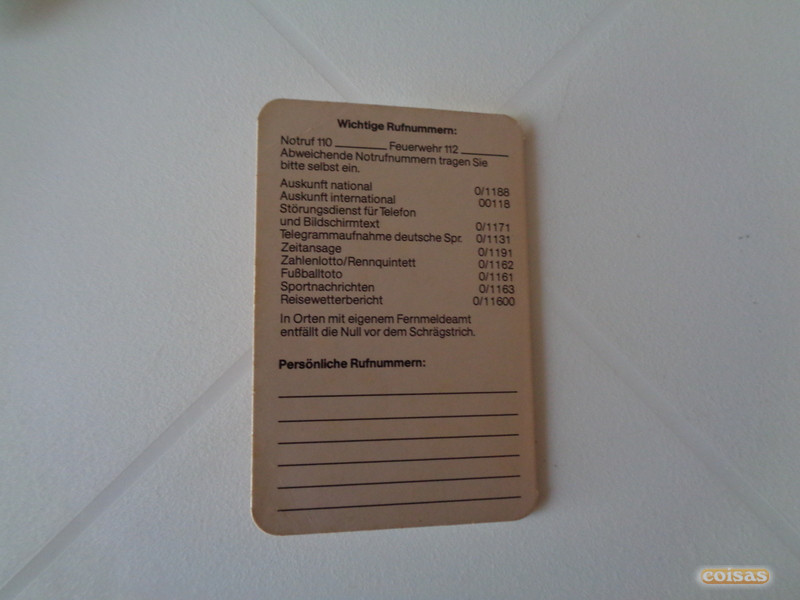 Wichtige Rufnummern:
Notruf 110 ________ Feuerwehr 112 ________
Abweichende Notrufnummern tragen Sie
bitte selbst ein.
Auskunft national 0/1188
Auskunft international 00118
Störungsdienst für Telefon
und Bildschirmtext 0/1171
Telegrammaufnahme deutsche Spr. 0/1131
Zeitansage 0/1191
Zahlenlotto/Rennquintett 0/1162
Fußballtoto 0/1161
Sportnachrichten 0/1163
Reisewetterbericht 0/11600
In Orten mit eigenem Fernmeldeamt
entfällt die Null vor dem Schrägstrich.
Persönliche Rufnummern:
coisas